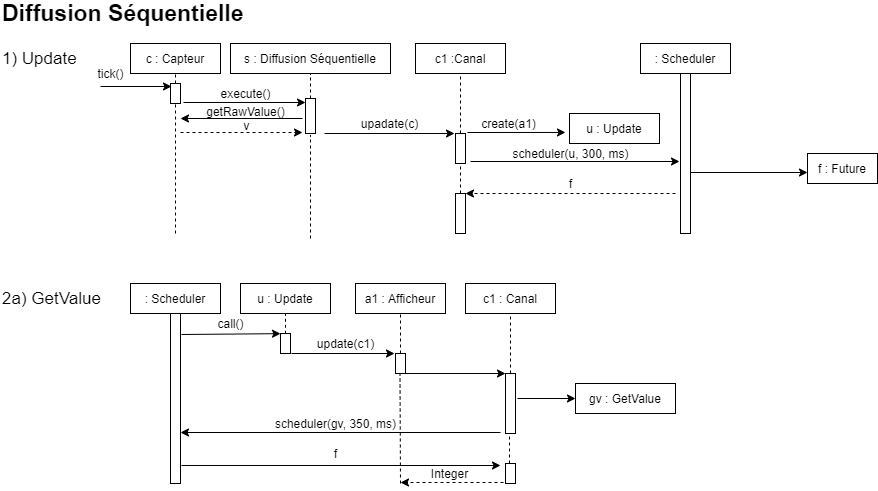 Diffusion Séquentielle
1) Update
c : Capteur
s : Diffusion Séquentielle
c1 :Canal
: Scheduler
tick()
execute()
getRawValue()
v
upadate(c)
create(a1)
u : Update
scheduler(u, 300, ms)
f : Future
f
2a) GetValue
: Scheduler
u : Update
a1 : Afficheur
c1 : Canal
call()
update(c1)
gv : GetValue
scheduler(gv, 350, ms)
f
Integer